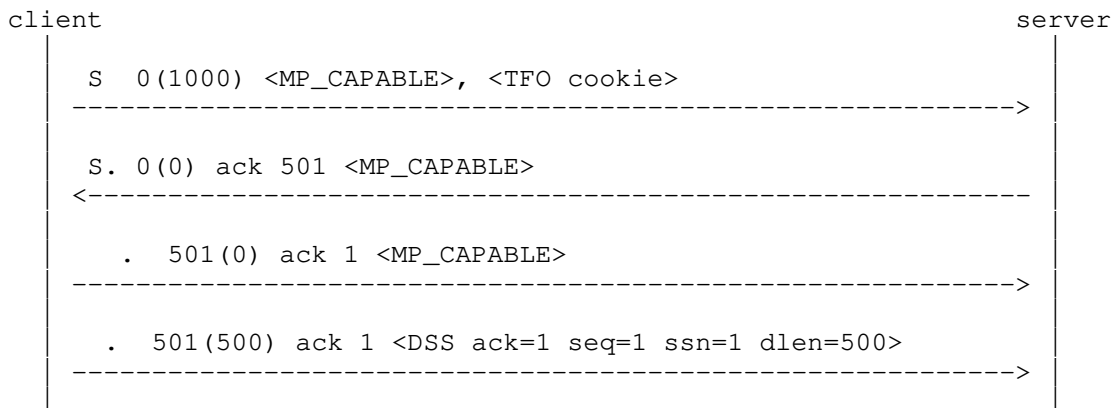 client server
S 0(1000) <MP_CAPABLE>, <TFO cookie>
S. 0(0) ack 501 <MP_CAPABLE>
. 501(0) ack 1 <MP_CAPABLE>
. 501(500) ack 1 <DSS ack=1 seq=1 ssn=1 dlen=500>